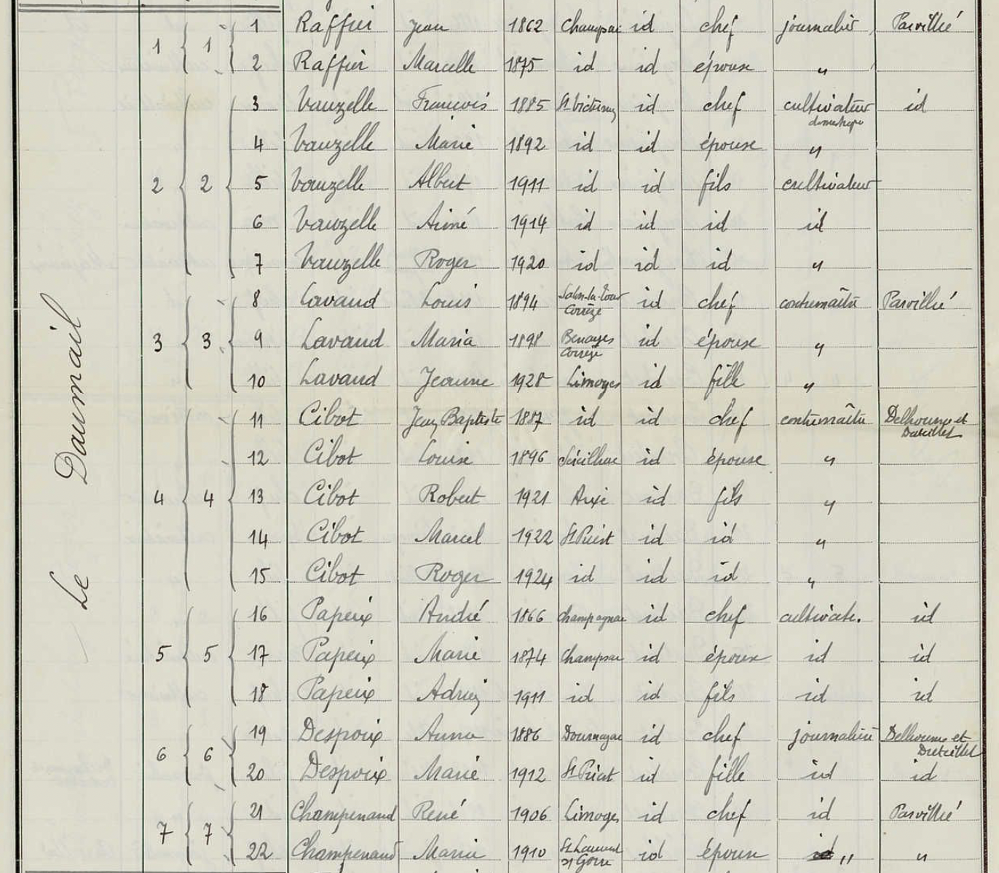 Le Daumail
1 1 1 Raffier Jean 1862 Champsac id chef journalier Parvillié
2 Raffier Marcelle 1875 id id épouse "
3 Vauzelle François 1885 St Victurny id chef cultivateur id
domestique
4 Vauzelle Marie 1892 id id épouse "
2 2 5 Vauzelle Albert 1911 id id fils cultivateur
6 Vauzelle Aimé 1914 id id id id
7 Vauzelle Roger 1920 id id id "
8 Lavaud Louis 1894 Salon-la-Tour Corrèze id chef contremaître Parvillié
3 3 9 Lavaud Maria 1898 Benayes Corrèze id épouse "
10 Lavaud Jeanne 1928 Limoges id fille "
11 Cibot Jean Baptiste 1887 id id chef contremaître Delhoume et
12 Cibot Louise 1896 id épouse "
4 4 13 Cibot Robert 1921 Aixe id fils "
14 Cibot Marcel 1922 St Priest id id "
15 Cibot Roger 1924 id id id "
16 Papeix André 1866 Champagnac id chef cultivate. id
5 5 17 Papeix Marie 1874 Champsac id épouse id id
18 Papeix Adrien 1911 id id fils id id
19 Despoix Anna 1886 Dournazac id chef journalière Delhoume et
Duteillet
6 6 20 Despoix Marie 1912 St Priest id fille id id
21 Champenaud René 1906 Limoges id chef id Parvillié
7 7 22 Champenaud Marie 1910 St Laurent s/ Gorre id épouse id " "